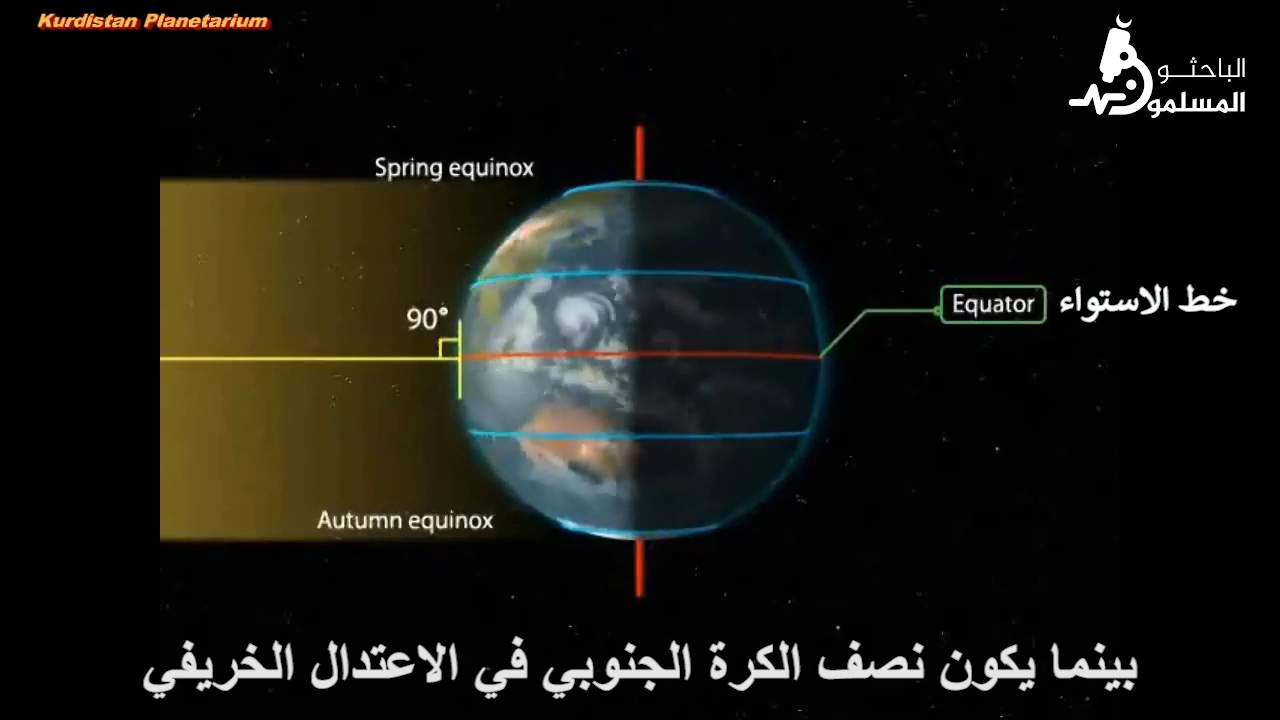 Kurdistan Planetarium
الباحثـو
المسلمون
Spring equinox
90°
Equator خط الاستواء
Autumn equinox
بينما يكون نصف الكرة الجنوبي في الاعتدال الخريفي